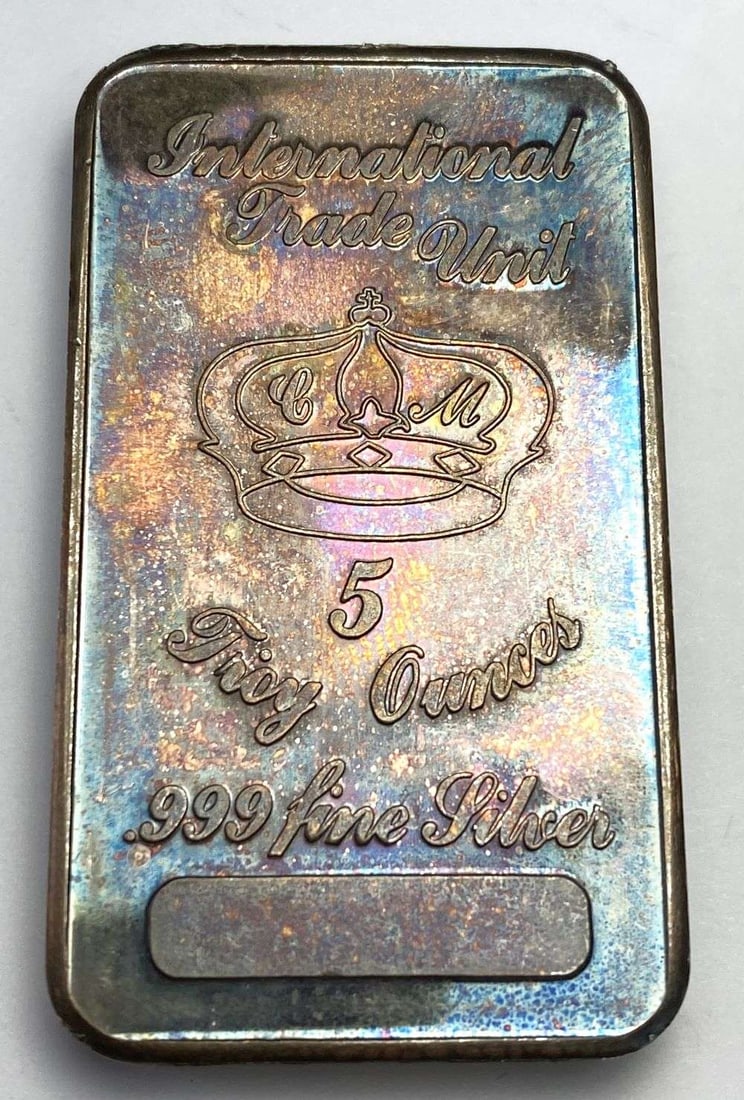 International
Trade Unit
C M
5
Troy Ounces
.999 fine Silver